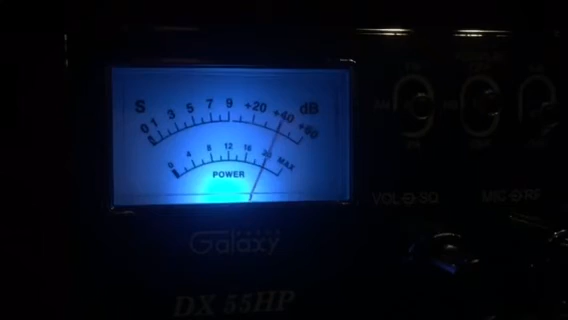 S 0 1 3 5 7 9 +20 +40 +60 dB
0 4 8 12 16 20 MAX
POWER
VOL SQ MIC RF
Galaxy
DX 55HP